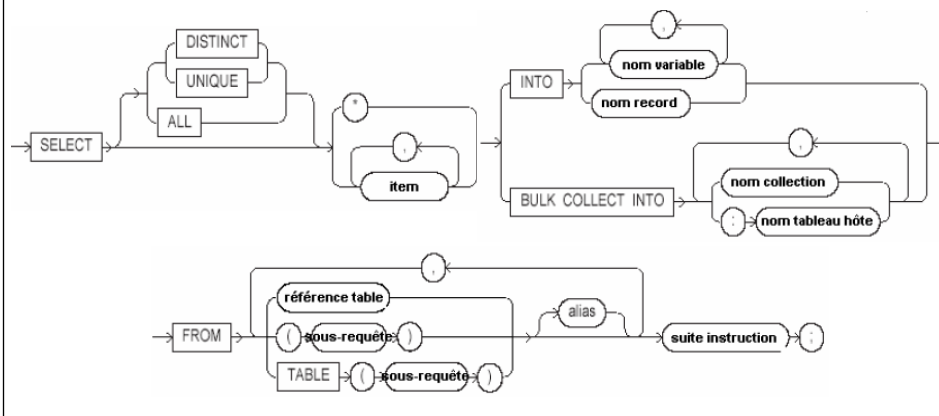 DISTINCT
UNIQUE
ALL
SELECT
*
,
item
,
INTO
nom variable
nom record
,
BULK COLLECT INTO
nom collection
: nom tableau hôte
,
référence table
FROM
( sous-requête )
alias
suite instruction ;
TABLE ( sous-requête )